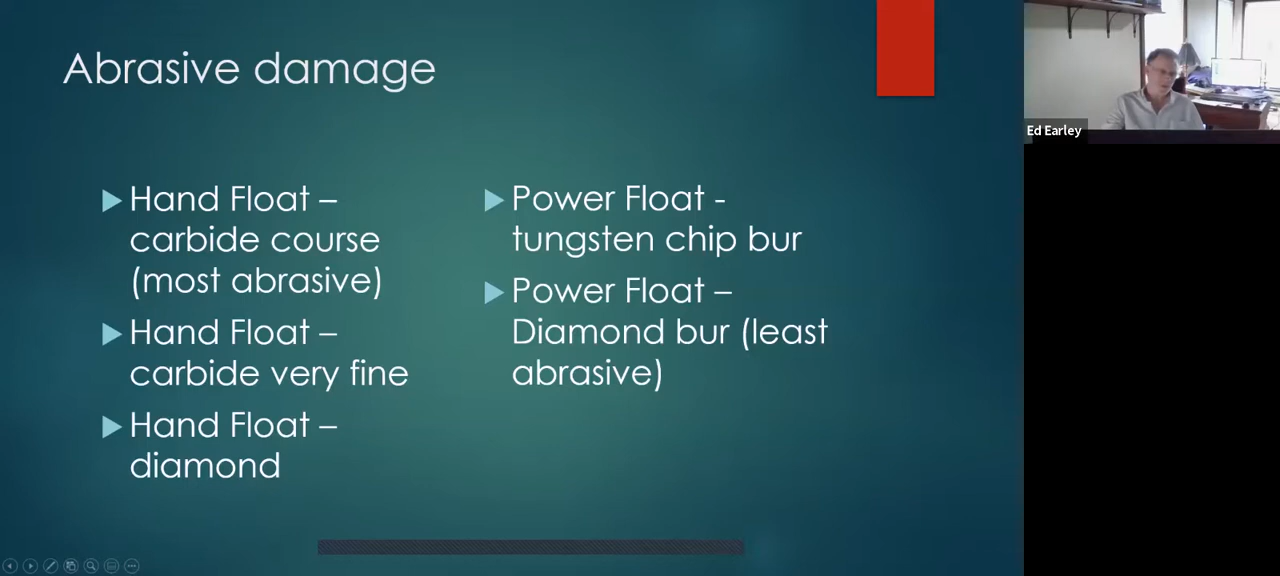 Abrasive damage
Hand Float –
carbide course
(most abrasive)
Hand Float –
carbide very fine
Hand Float –
diamond
Power Float -
tungsten chip bur
Power Float –
Diamond bur (least
abrasive)
Ed Earley